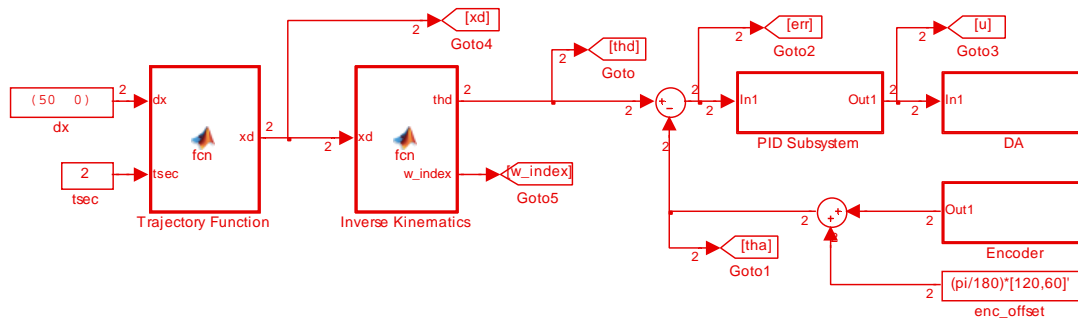 [xd]
2
2
Goto4
[thd]
2
Goto
[err]
2
Goto2
[u]
2
Goto3
(50 0)
dx
2
dx
fcn
xd
2
2
xd
fcn
thd
2
w_index
[w_index]
Goto5
2
tsec
tsec
Trajectory Function
Inverse Kinematics
2
+
−
2
2
2
In1
Out1
PID Subsystem
2
2
In1
DA
2
2
[tha]
Goto1
+
+
2
2
2
Out1
Encoder
2
(pi/180)*[120,60]'
enc_offset